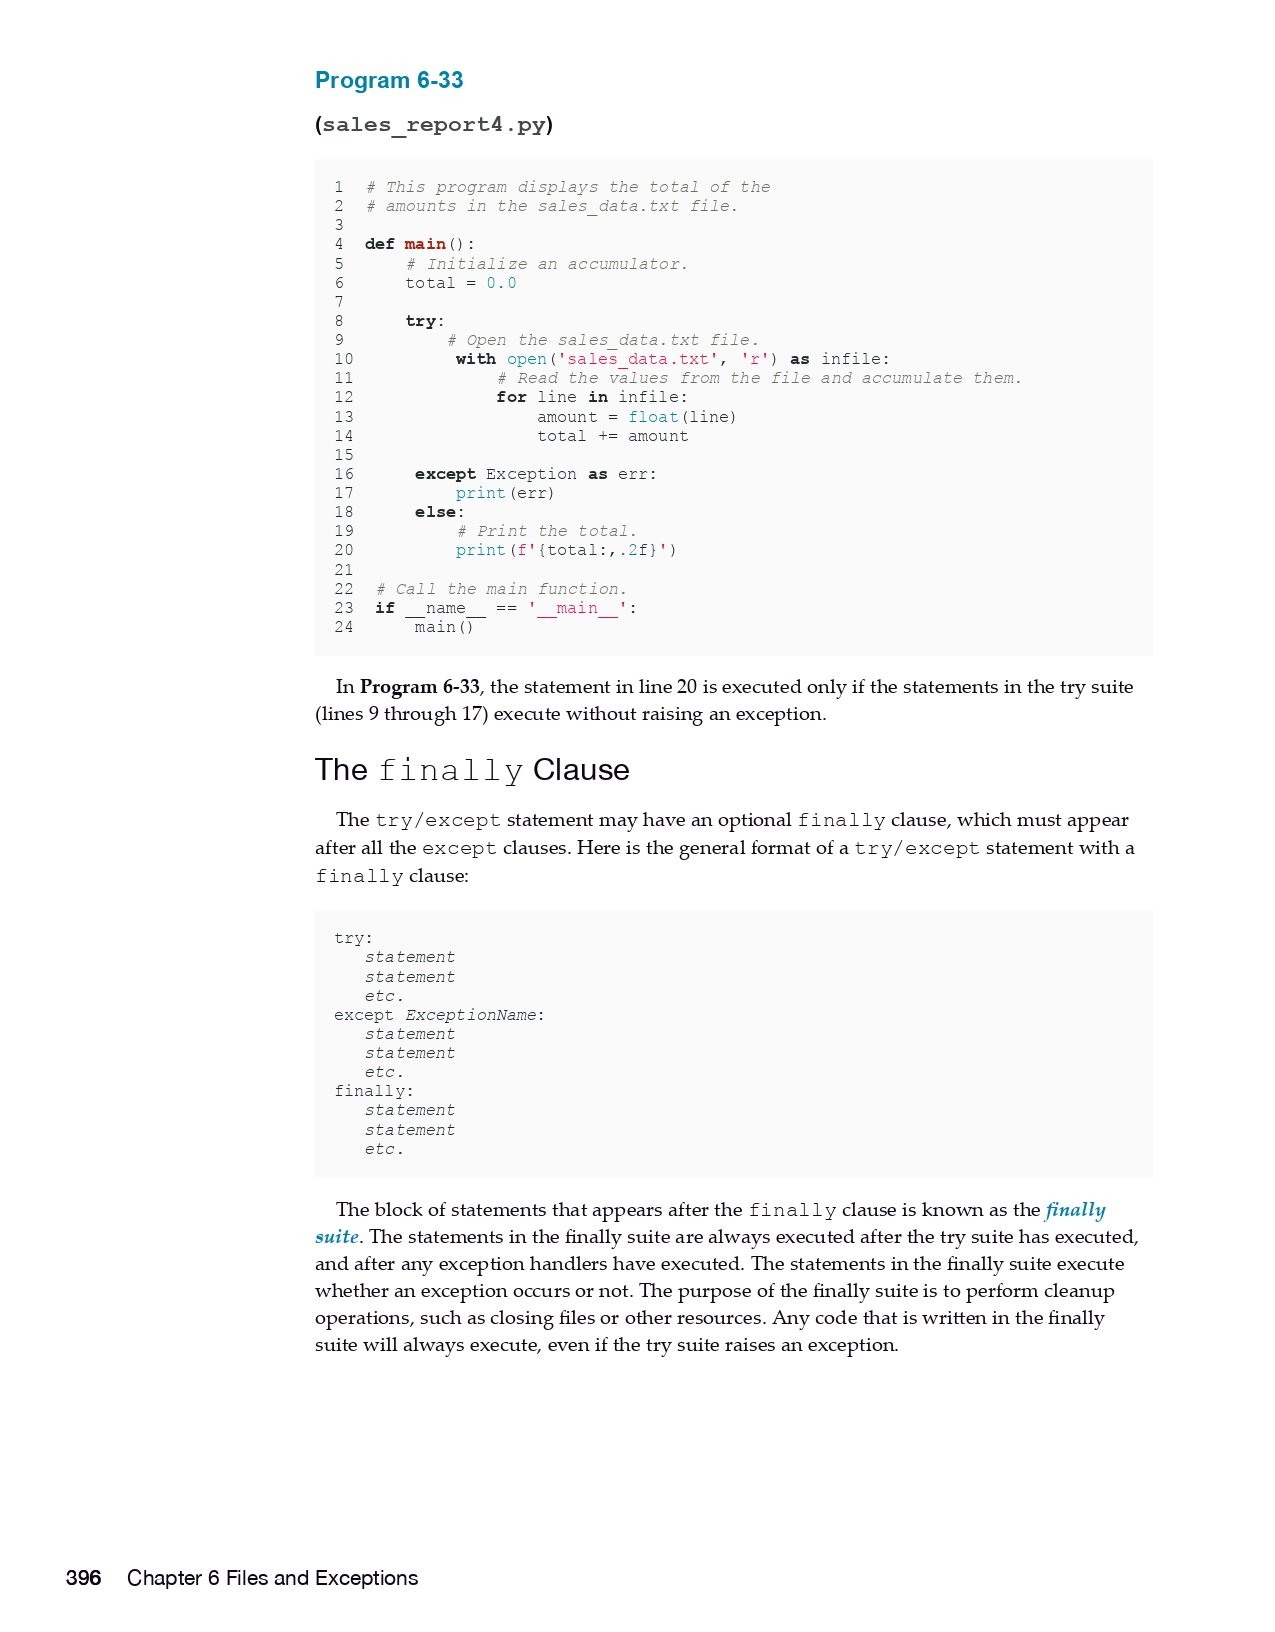 Program 6-33
(sales_report4.py)
1  # This program displays the total of the
2  # amounts in the sales_data.txt file.
3
4  def main():
5      # Initialize an accumulator.
6      total = 0.0
7
8      try:
9          # Open the sales_data.txt file.
10          with open('sales_data.txt', 'r') as infile:
11              # Read the values from the file and accumulate them.
12              for line in infile:
13                  amount = float(line)
14                  total += amount
15
16      except Exception as err:
17          print(err)
18      else:
19          # Print the total.
20          print(f'{total:,.2f}')
21
22  # Call the main function.
23  if __name__ == '__main__':
24      main()
In Program 6-33, the statement in line 20 is executed only if the statements in the try suite
(lines 9 through 17) execute without raising an exception.
The finally Clause
The try/except statement may have an optional finally clause, which must appear
after all the except clauses. Here is the general format of a try/except statement with a
finally clause:
try:
   statement
   statement
   etc.
except ExceptionName:
   statement
   statement
   etc.
finally:
   statement
   statement
   etc.
The block of statements that appears after the finally clause is known as the finally
suite. The statements in the finally suite are always executed after the try suite has executed,
and after any exception handlers have executed. The statements in the finally suite execute
whether an exception occurs or not. The purpose of the finally suite is to perform cleanup
operations, such as closing files or other resources. Any code that is written in the finally
suite will always execute, even if the try suite raises an exception.
396 Chapter 6 Files and Exceptions